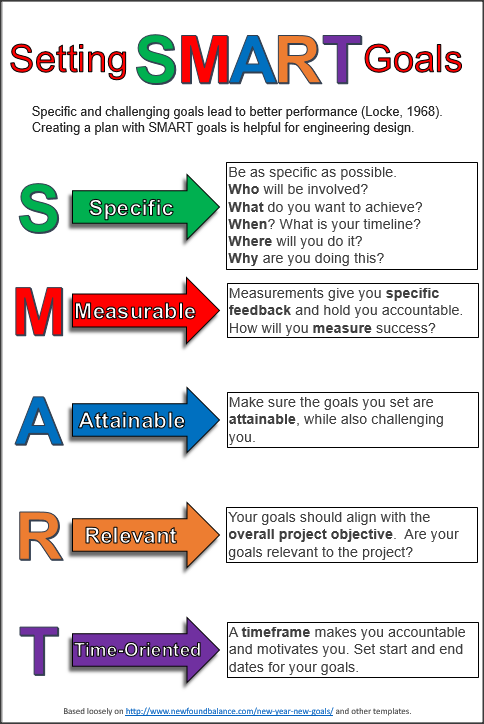 Setting SMART Goals
Specific and challenging goals lead to better performance (Locke, 1968).
Creating a plan with SMART goals is helpful for engineering design.
S
Specific
Be as specific as possible.
Who will be involved?
What do you want to achieve?
When? What is your timeline?
Where will you do it?
Why are you doing this?
M
Measurable
Measurements give you specific
feedback and hold you accountable.
How will you measure success?
A
Attainable
Make sure the goals you set are
attainable, while also challenging
you.
R
Relevant
Your goals should align with the
overall project objective.  Are your
goals relevant to the project?
T
Time-Oriented
A timeframe makes you accountable
and motivates you. Set start and end
dates for your goals.
Based loosely on http://www.newfoundbalance.com/new-year-new-goals/ and other templates.